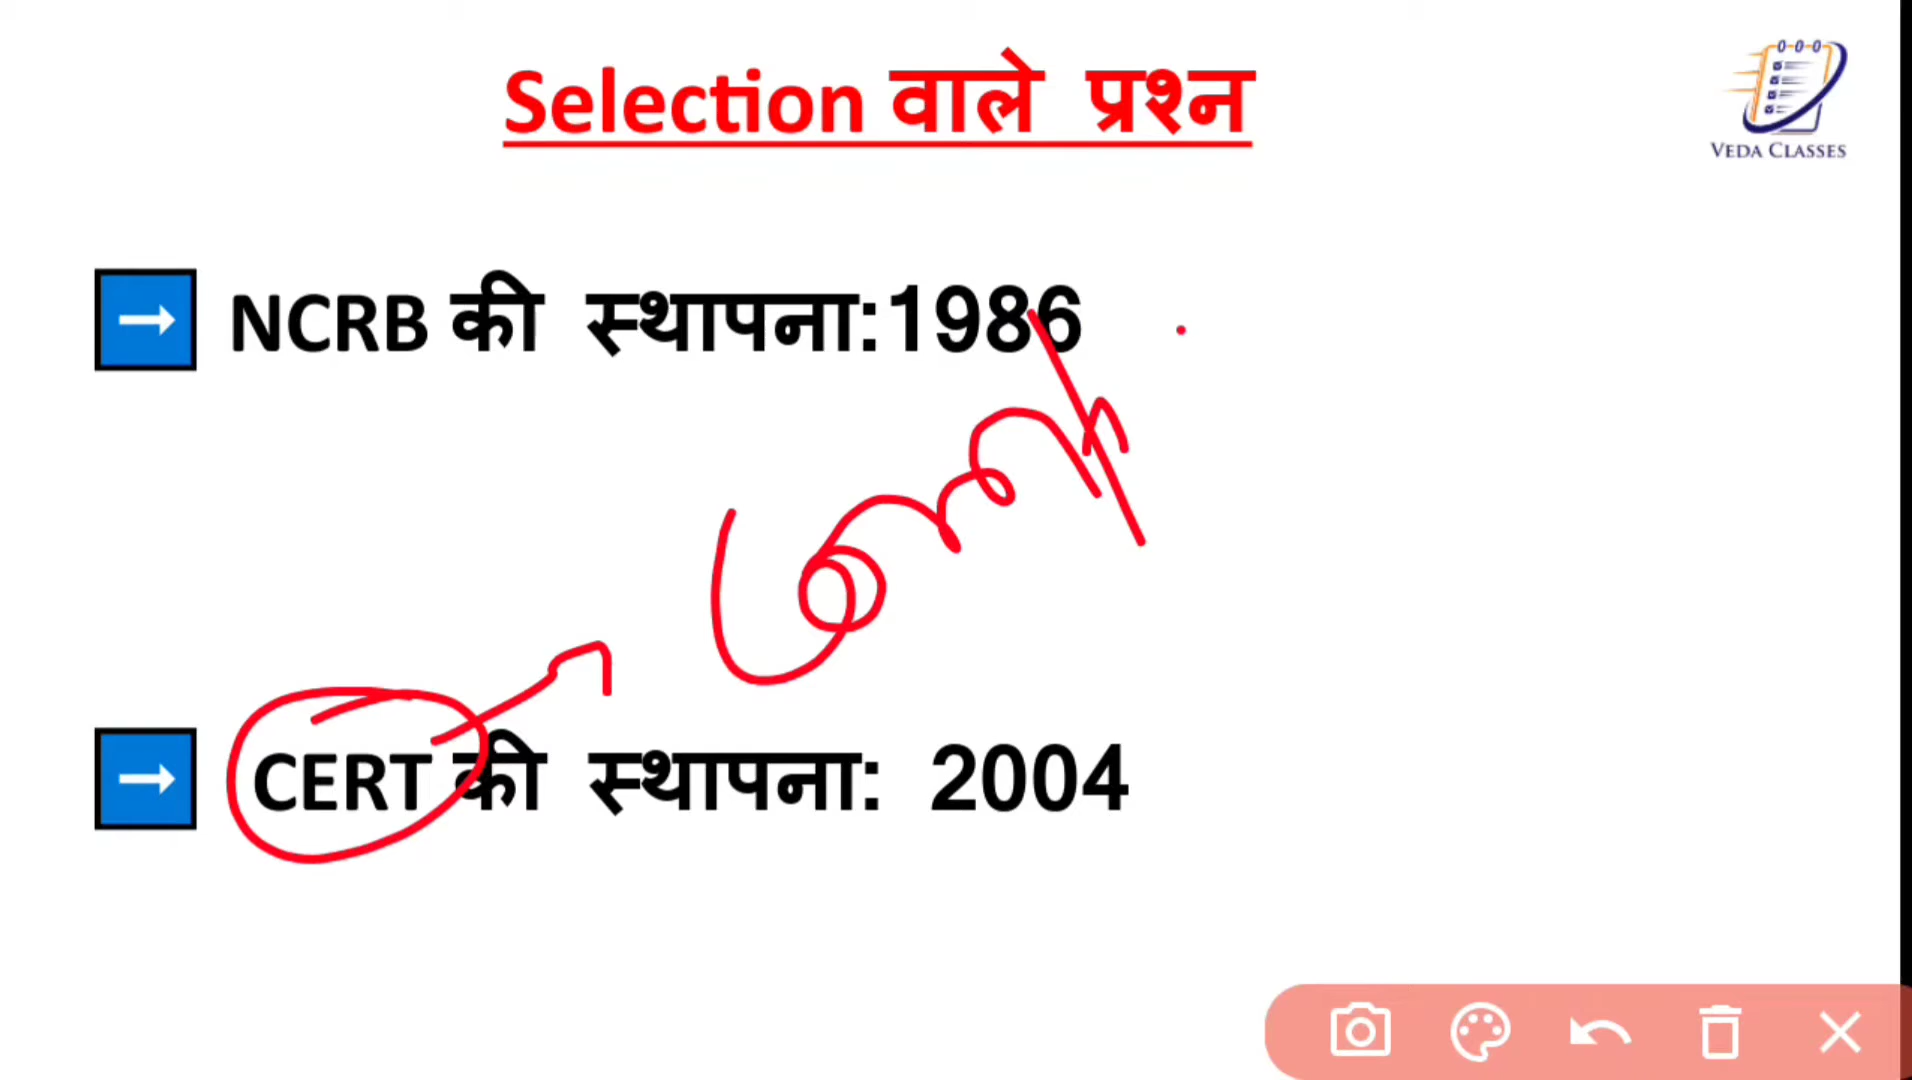 Selection वाले प्रश्न
VEDA CLASSES
NCRB की स्थापना:1986
CERT की स्थापना: 2004